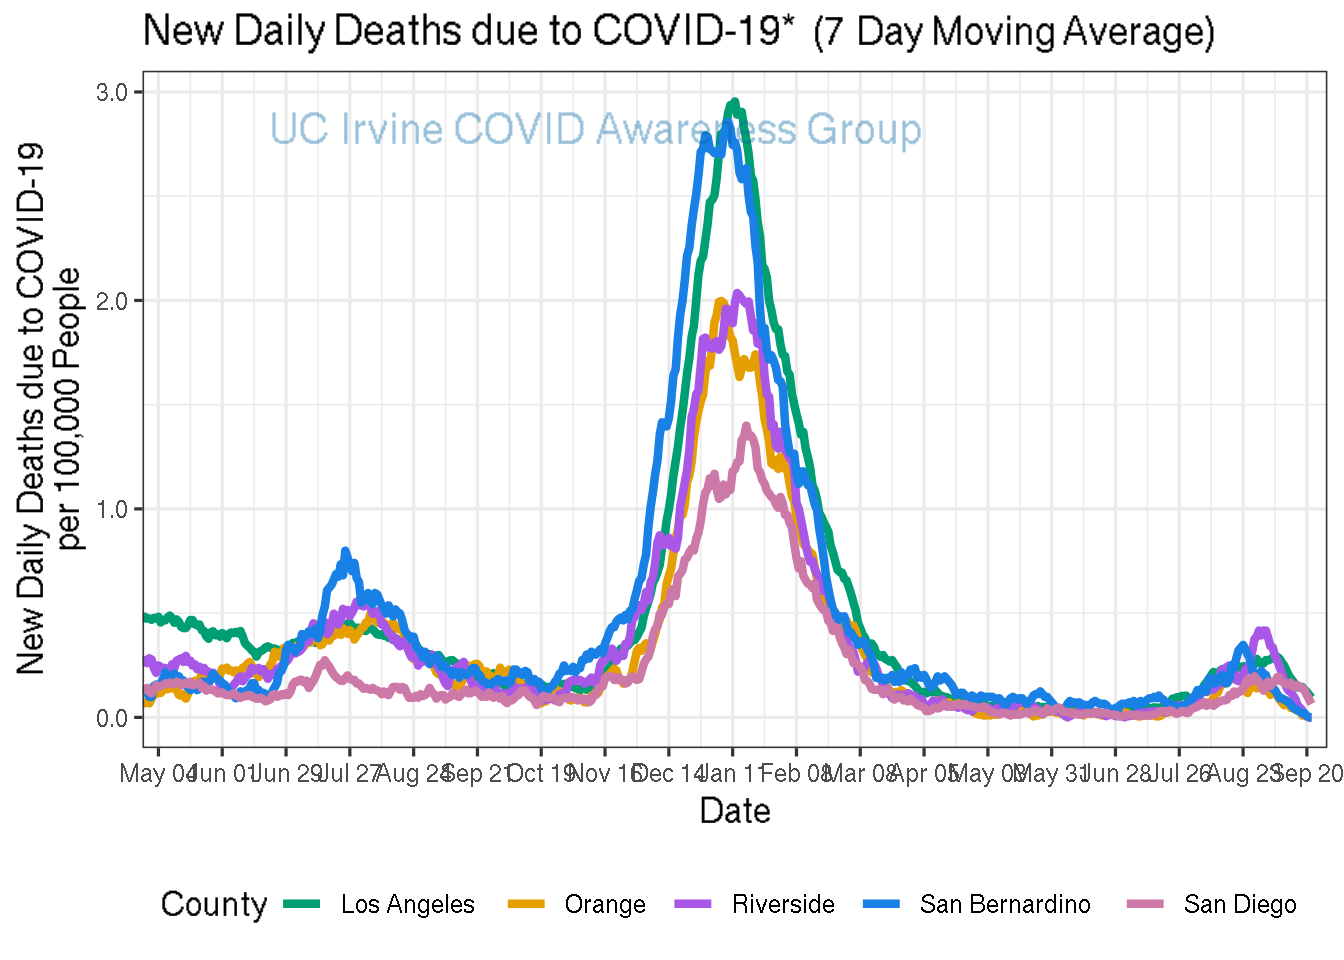 New Daily Deaths due to COVID-19* (7 Day Moving Average)
UC Irvine COVID Awareness Group
New Daily Deaths due to COVID-19
per 100,000 People
3.0
2.0
1.0
0.0
May 04 Jun 01 Jun 29 Jul 27 Aug 24 Sep 21 Oct 19 Nov 16 Dec 14 Jan 11 Feb 08 Mar 08 Apr 05 May 03 May 31 Jun 28 Jul 26 Aug 23 Sep 20
Date
County Los Angeles Orange Riverside San Bernardino San Diego